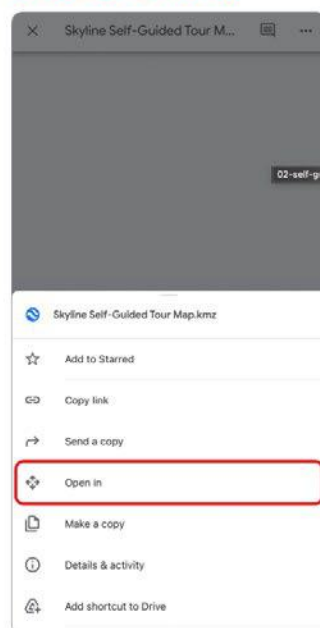 Skyline Self-Guided Tour M...
02-self-g
Skyline Self-Guided Tour Map.kmz
Add to Starred
Copy link
Send a copy
Open in
Make a copy
Details & activity
Add shortcut to Drive